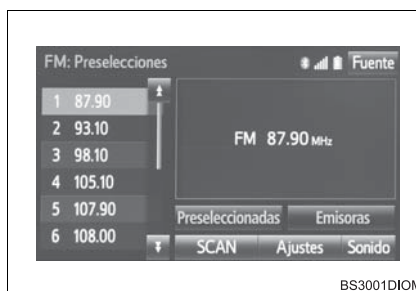 FM: Preselecciones
Fuente
1 87.90
2 93.10
3 98.10
4 105.10
5 107.90
6 108.00
FM 87.90 MHz
Preseleccionadas Emisoras
SCAN Ajustes Sonido
BS3001DIOM